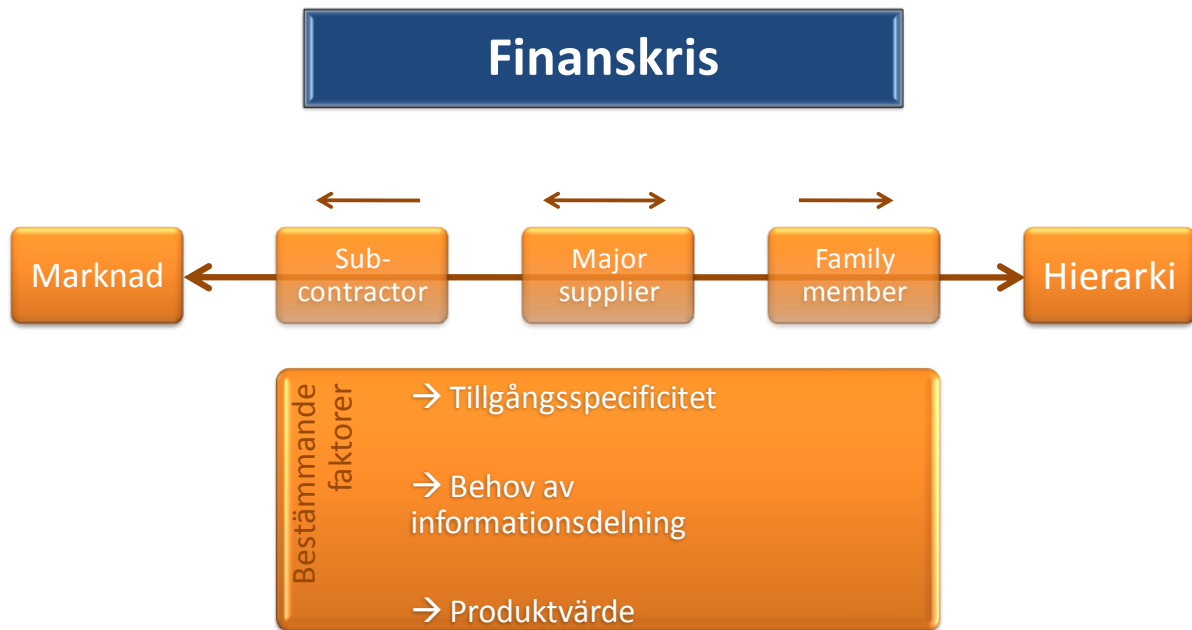 Finanskris
Marknad
Sub-
contractor
Major
supplier
Family
member
Hierarki
Bestämmande
faktorer
→ Tillgångsspecificitet
→ Behov av
informationsdelning
→ Produktvärde